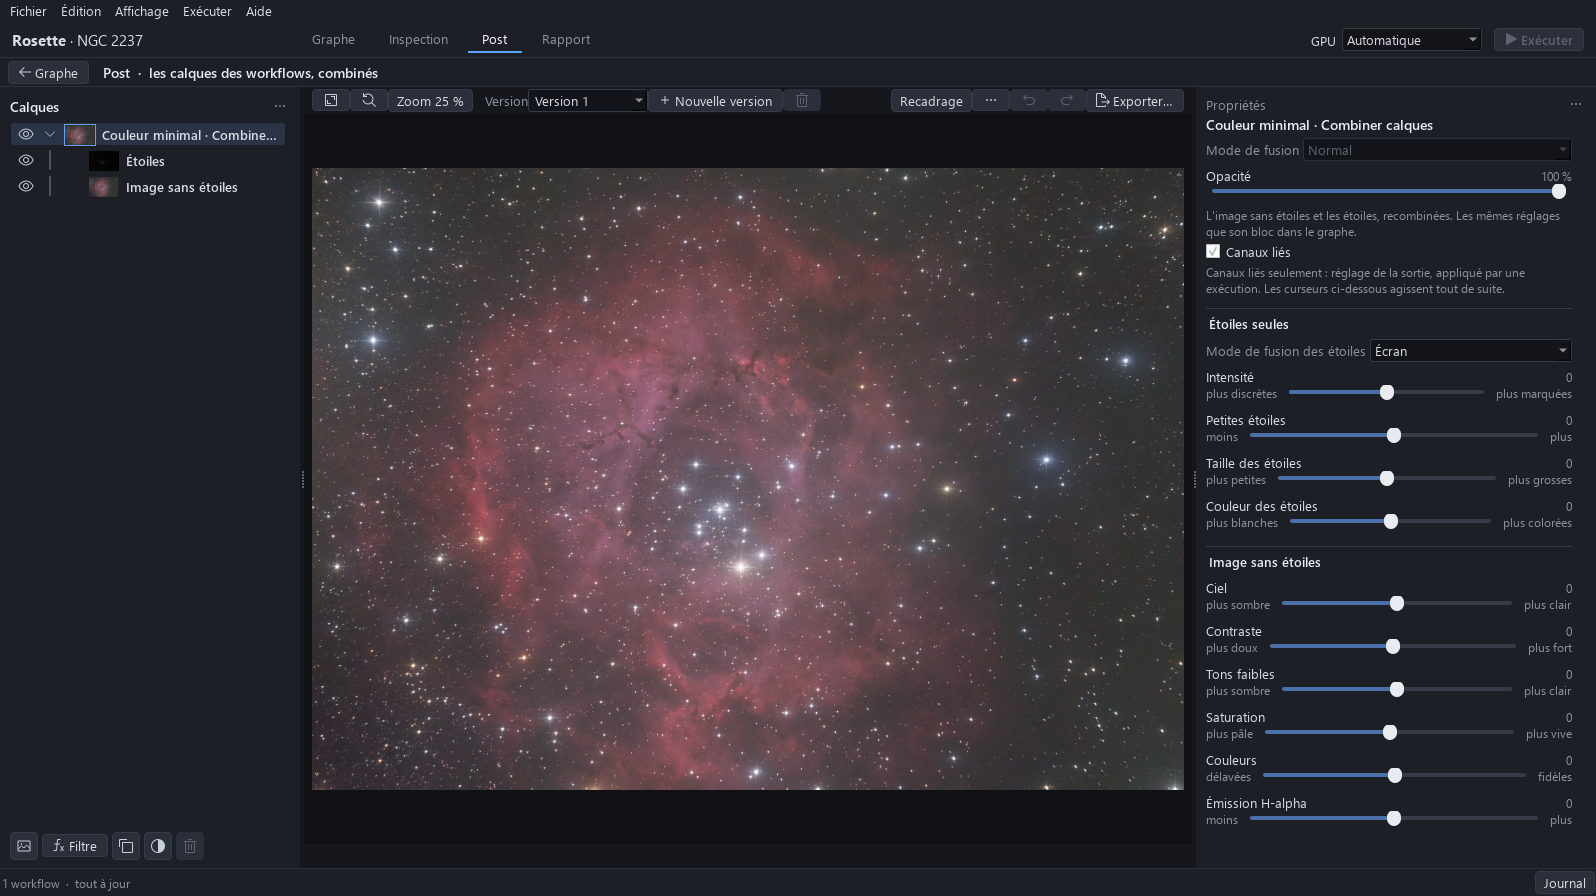 Fichier Édition Affichage Exécuter Aide
Rosette · NGC 2237
Graphe Inspection Post Rapport
GPU Automatique Exécuter
Graphe
Post · les calques des workflows, combinés
Calques
Couleur minimal · Combine...
Étoiles
Image sans étoiles
Filtre
Zoom 25 %
Version Version 1
Nouvelle version
Recadrage
Exporter...
Propriétés
Couleur minimal · Combiner calques
Mode de fusion Normal
Opacité 100 %
L'image sans étoiles et les étoiles, recombinées. Les mêmes réglages
que son bloc dans le graphe.
Canaux liés
Canaux liés seulement : réglage de la sortie, appliqué par une
exécution. Les curseurs ci-dessous agissent tout de suite.
Étoiles seules
Mode de fusion des étoiles Écran
Intensité 0
plus discrètes plus marquées
Petites étoiles 0
moins plus
Taille des étoiles 0
plus petites plus grosses
Couleur des étoiles 0
plus blanches plus colorées
Image sans étoiles
Ciel 0
plus sombre plus clair
Contraste 0
plus doux plus fort
Tons faibles 0
plus sombre plus clair
Saturation 0
plus pâle plus vive
Couleurs 0
délavées fidèles
Émission H-alpha 0
moins plus
1 workflow · tout à jour
Journal